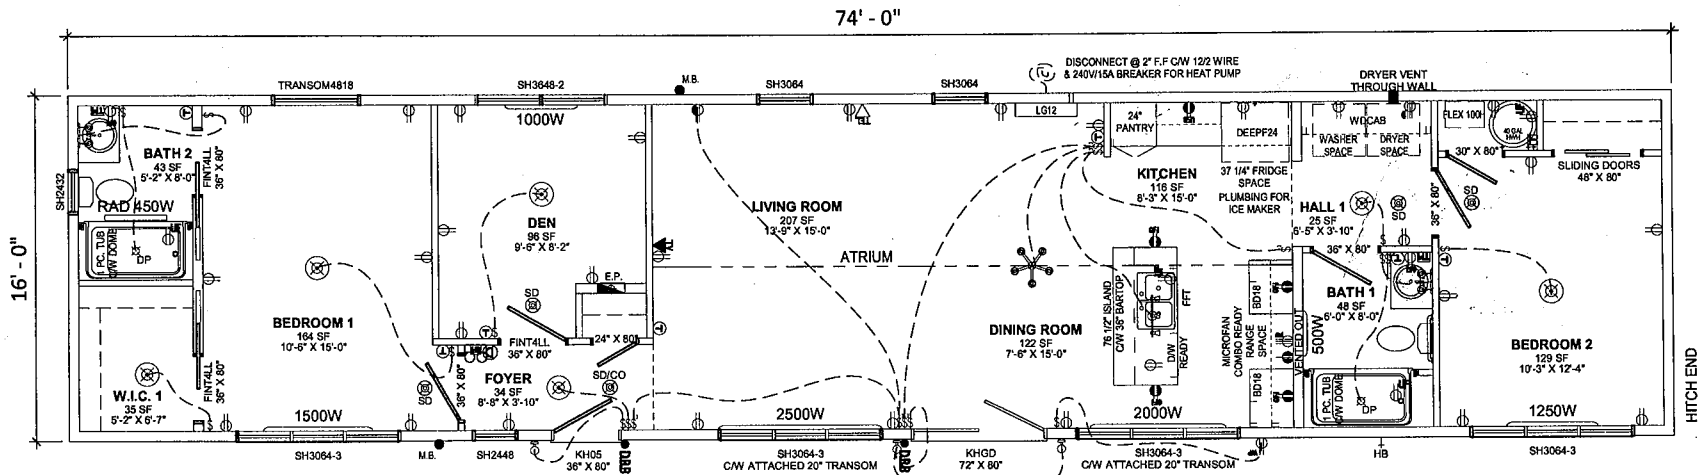 74' - 0"
DISCONNECT @ 2" F.F C/W 12/2 WIRE
& 240V/15A BREAKER FOR HEAT PUMP
DRYER VENT
THROUGH WALL
TRANSOM4818
SH3648-2
M.B.
SH3064
SH3064
16' - 0"
1000W
LG12
24"
PANTRY
DEEPF24
WDCAB
WASHER
SPACE
DRYER
SPACE
FLEX 100H
40 GAL
HWH
30" X 80"
SLIDING DOORS
48" X 80"
BATH 2
43 SF
5'-2" X 8'-0"
FINT4LL
36" X 80"
SH2432
RAD 450W
1 PC. TUB
C/W DOME
DP
DEN
96 SF
9'-6" X 8'-2"
LIVING ROOM
207 SF
13'-9" X 15'-0"
TEL
TV
KITCHEN
116 SF
8'-3" X 15'-0"
37 1/4" FRIDGE
SPACE
PLUMBING FOR
ICE MAKER
HALL 1
25 SF
6'-5" X 3'-10"
SD
36" X 80"
SD
36" X 80"
ATRIUM
E.P.
SD
BEDROOM 1
164 SF
10'-6" X 15'-0"
FINT4LL
36" X 80"
24" X 80"
DINING ROOM
122 SF
7'-6" X 15'-0"
76 1/2" ISLAND
C/W 36" BARTOP
FFT
D/W
READY
MICROFAN
COMBO READY
RANGE
SPACE
BD18
BD18
VENTED OUT
500W
BATH 1
48 SF
6'-0" X 8'-0"
1 PC. TUB
C/W DOME
DP
BEDROOM 2
129 SF
10'-3" X 12'-4"
HITCH END
W.I.C. 1
35 SF
5'-2" X 6'-7"
FINT4LL
36" X 80"
SD
36" X 80"
FOYER
34 SF
8'-8" X 3'-10"
SD/CO
1500W
2500W
2000W
1250W
SH3064-3
M.B.
SH2448
KH05
36" X 80"
DBB
SH3064-3
C/W ATTACHED 20" TRANSOM
DBB
KHGD
72" X 80"
SH3064-3
C/W ATTACHED 20" TRANSOM
HB
SH3064-3